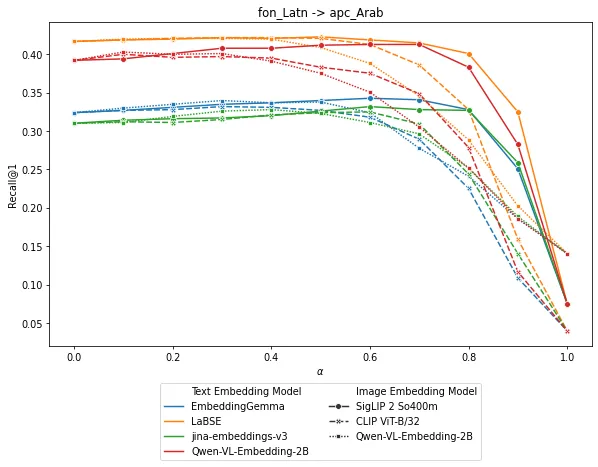 fon_Latn -> apc_Arab
Recall@1
0.40
0.35
0.30
0.25
0.20
0.15
0.10
0.05
0.0 0.2 0.4 0.6 0.8 1.0
α
Text Embedding Model Image Embedding Model
EmbeddingGemma SigLIP 2 So400m
LaBSE CLIP ViT-B/32
jina-embeddings-v3 Qwen-VL-Embedding-2B
Qwen-VL-Embedding-2B